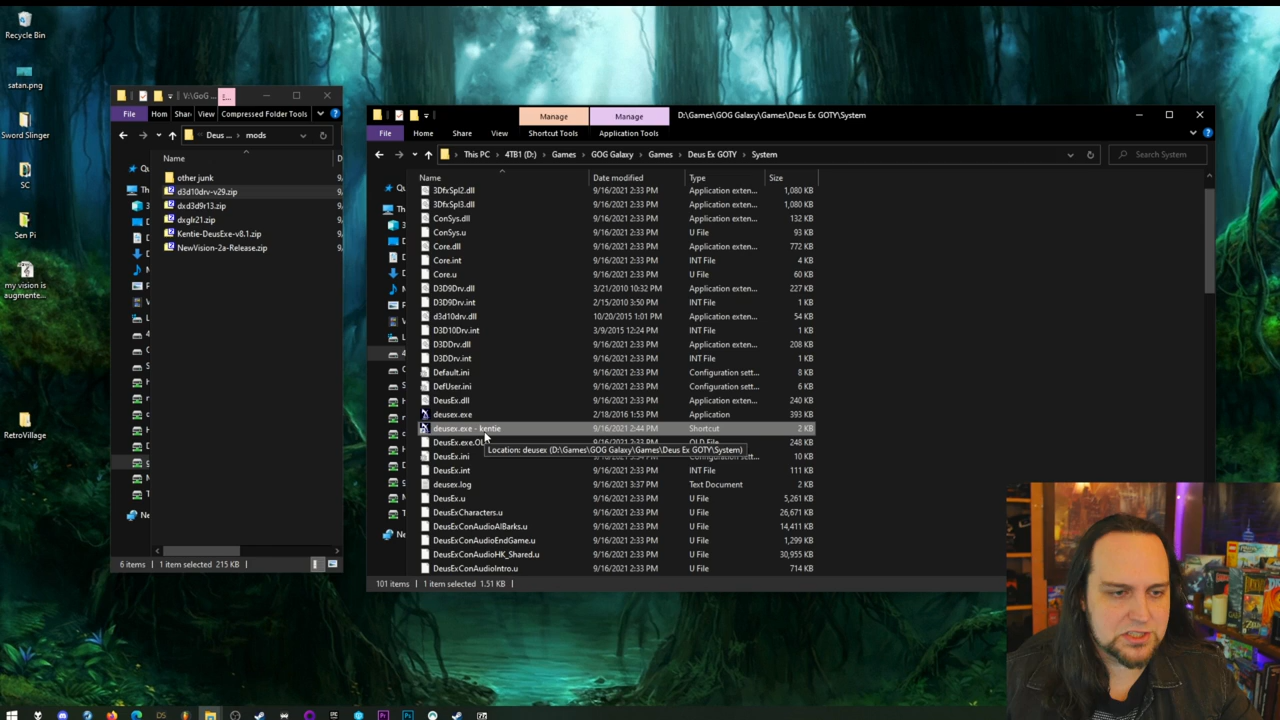 Recycle Bin
satan.png
Sword Slinger
SC
Sen Pi
my vision is
augmente...
RetroVillage
V:\GoG ...
File
Hom
Shar
View
Compressed Folder Tools
Deus ...
mods
Name
D
other junk
9,
d3d10drv-v29.zip
9,
dxd3d9r13.zip
9,
dxglr21.zip
9,
Kentie-DeusExe-v8.1.zip
9,
NewVision-2a-Release.zip
9,
6 items
1 item selected 215 KB
Manage
Manage
D:\Games\GOG Galaxy\Games\Deus Ex GOTY\System
File
Home
Share
View
Shortcut Tools
Application Tools
This PC
4TB1 (D:)
Games
GOG Galaxy
Games
Deus Ex GOTY
System
Search System
Name Date modified Type Size
3DfxSpl2.dll 9/16/2021 2:33 PM Application exten... 1,080 KB
3DfxSpl3.dll 9/16/2021 2:33 PM Application exten... 1,080 KB
ConSys.dll 9/16/2021 2:33 PM Application exten... 132 KB
ConSys.u 9/16/2021 2:33 PM U File 93 KB
Core.dll 9/16/2021 2:33 PM Application exten... 772 KB
Core.int 9/16/2021 2:33 PM INT File 4 KB
Core.u 9/16/2021 2:33 PM U File 60 KB
D3D9Drv.dll 3/21/2010 10:32 PM Application exten... 227 KB
D3D9Drv.int 2/15/2010 3:50 PM INT File 1 KB
d3d10drv.dll 10/20/2015 1:01 PM Application exten... 54 KB
D3D10Drv.int 3/9/2015 12:24 PM INT File 1 KB
D3DDrv.dll 9/16/2021 2:33 PM Application exten... 208 KB
D3DDrv.int 9/16/2021 2:33 PM INT File 1 KB
Default.ini 9/16/2021 2:33 PM Configuration sett... 8 KB
DefUser.ini 9/16/2021 2:33 PM Configuration sett... 6 KB
DeusEx.dll 9/16/2021 2:33 PM Application exten... 240 KB
deusex.exe 2/18/2016 1:53 PM Application 393 KB
deusex.exe - kentie 9/16/2021 2:44 PM Shortcut 2 KB
DeusEx.exe.OL 9/16/2021 2:33 PM OLD File 248 KB
Location: deusex (D:\Games\GOG Galaxy\Games\Deus Ex GOTY\System)
DeusEx.ini 10 KB
DeusEx.int 9/16/2021 2:33 PM INT File 111 KB
deusex.log 9/16/2021 3:37 PM Text Document 2 KB
DeusEx.u 9/16/2021 2:33 PM U File 5,261 KB
DeusExCharacters.u 9/16/2021 2:33 PM U File 26,671 KB
DeusExConAudioAIBarks.u 9/16/2021 2:33 PM U File 14,411 KB
DeusExConAudioEndGame.u 9/16/2021 2:33 PM U File 1,299 KB
DeusExConAudioHK_Shared.u 9/16/2021 2:33 PM U File 30,955 KB
DeusExConAudioIntro.u 9/16/2021 2:33 PM U File 714 KB
101 items
1 item selected 1.51 KB